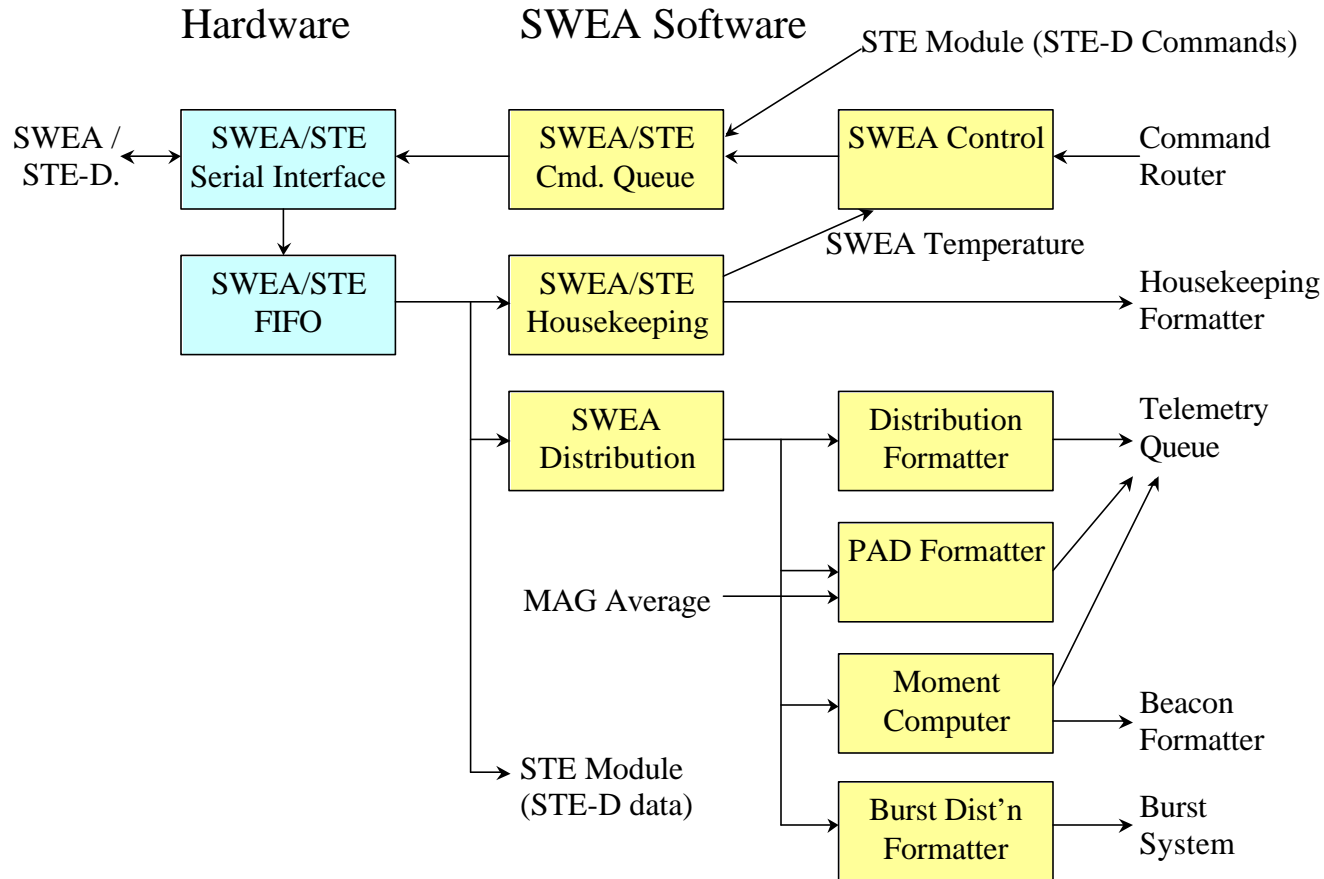 Hardware
SWEA Software
STE Module (STE-D Commands)
SWEA /
STE-D.
SWEA/STE
Serial Interface
SWEA/STE
Cmd. Queue
SWEA Control
Command
Router
SWEA Temperature
SWEA/STE
FIFO
SWEA/STE
Housekeeping
Housekeeping
Formatter
SWEA
Distribution
Distribution
Formatter
Telemetry
Queue
PAD Formatter
MAG Average
Moment
Computer
Beacon
Formatter
STE Module
(STE-D data)
Burst Dist’n
Formatter
Burst
System